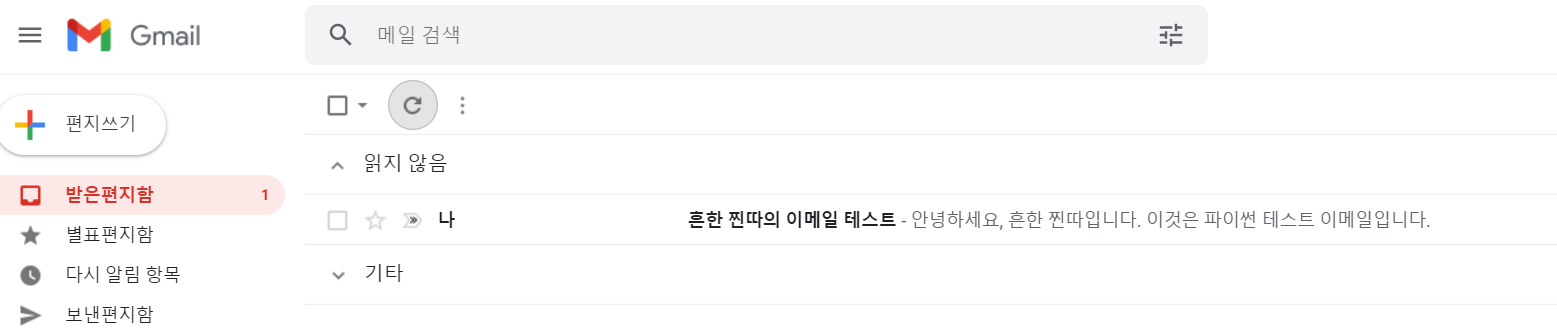 Gmail
메일 검색
편지쓰기
받은편지함 1
별표편지함
다시 알림 항목
보낸편지함
읽지 않음
나 흔한 찐따의 이메일 테스트 - 안녕하세요, 흔한 찐따입니다. 이것은 파이썬 테스트 이메일입니다.
기타